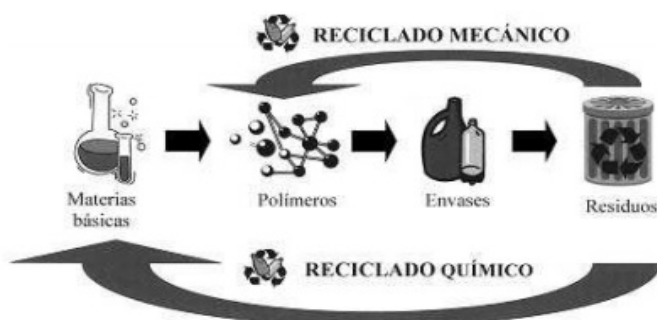 RECICLADO MECÁNICO
Materias
básicas
Polímeros
Envases
Residuos
RECICLADO QUÍMICO